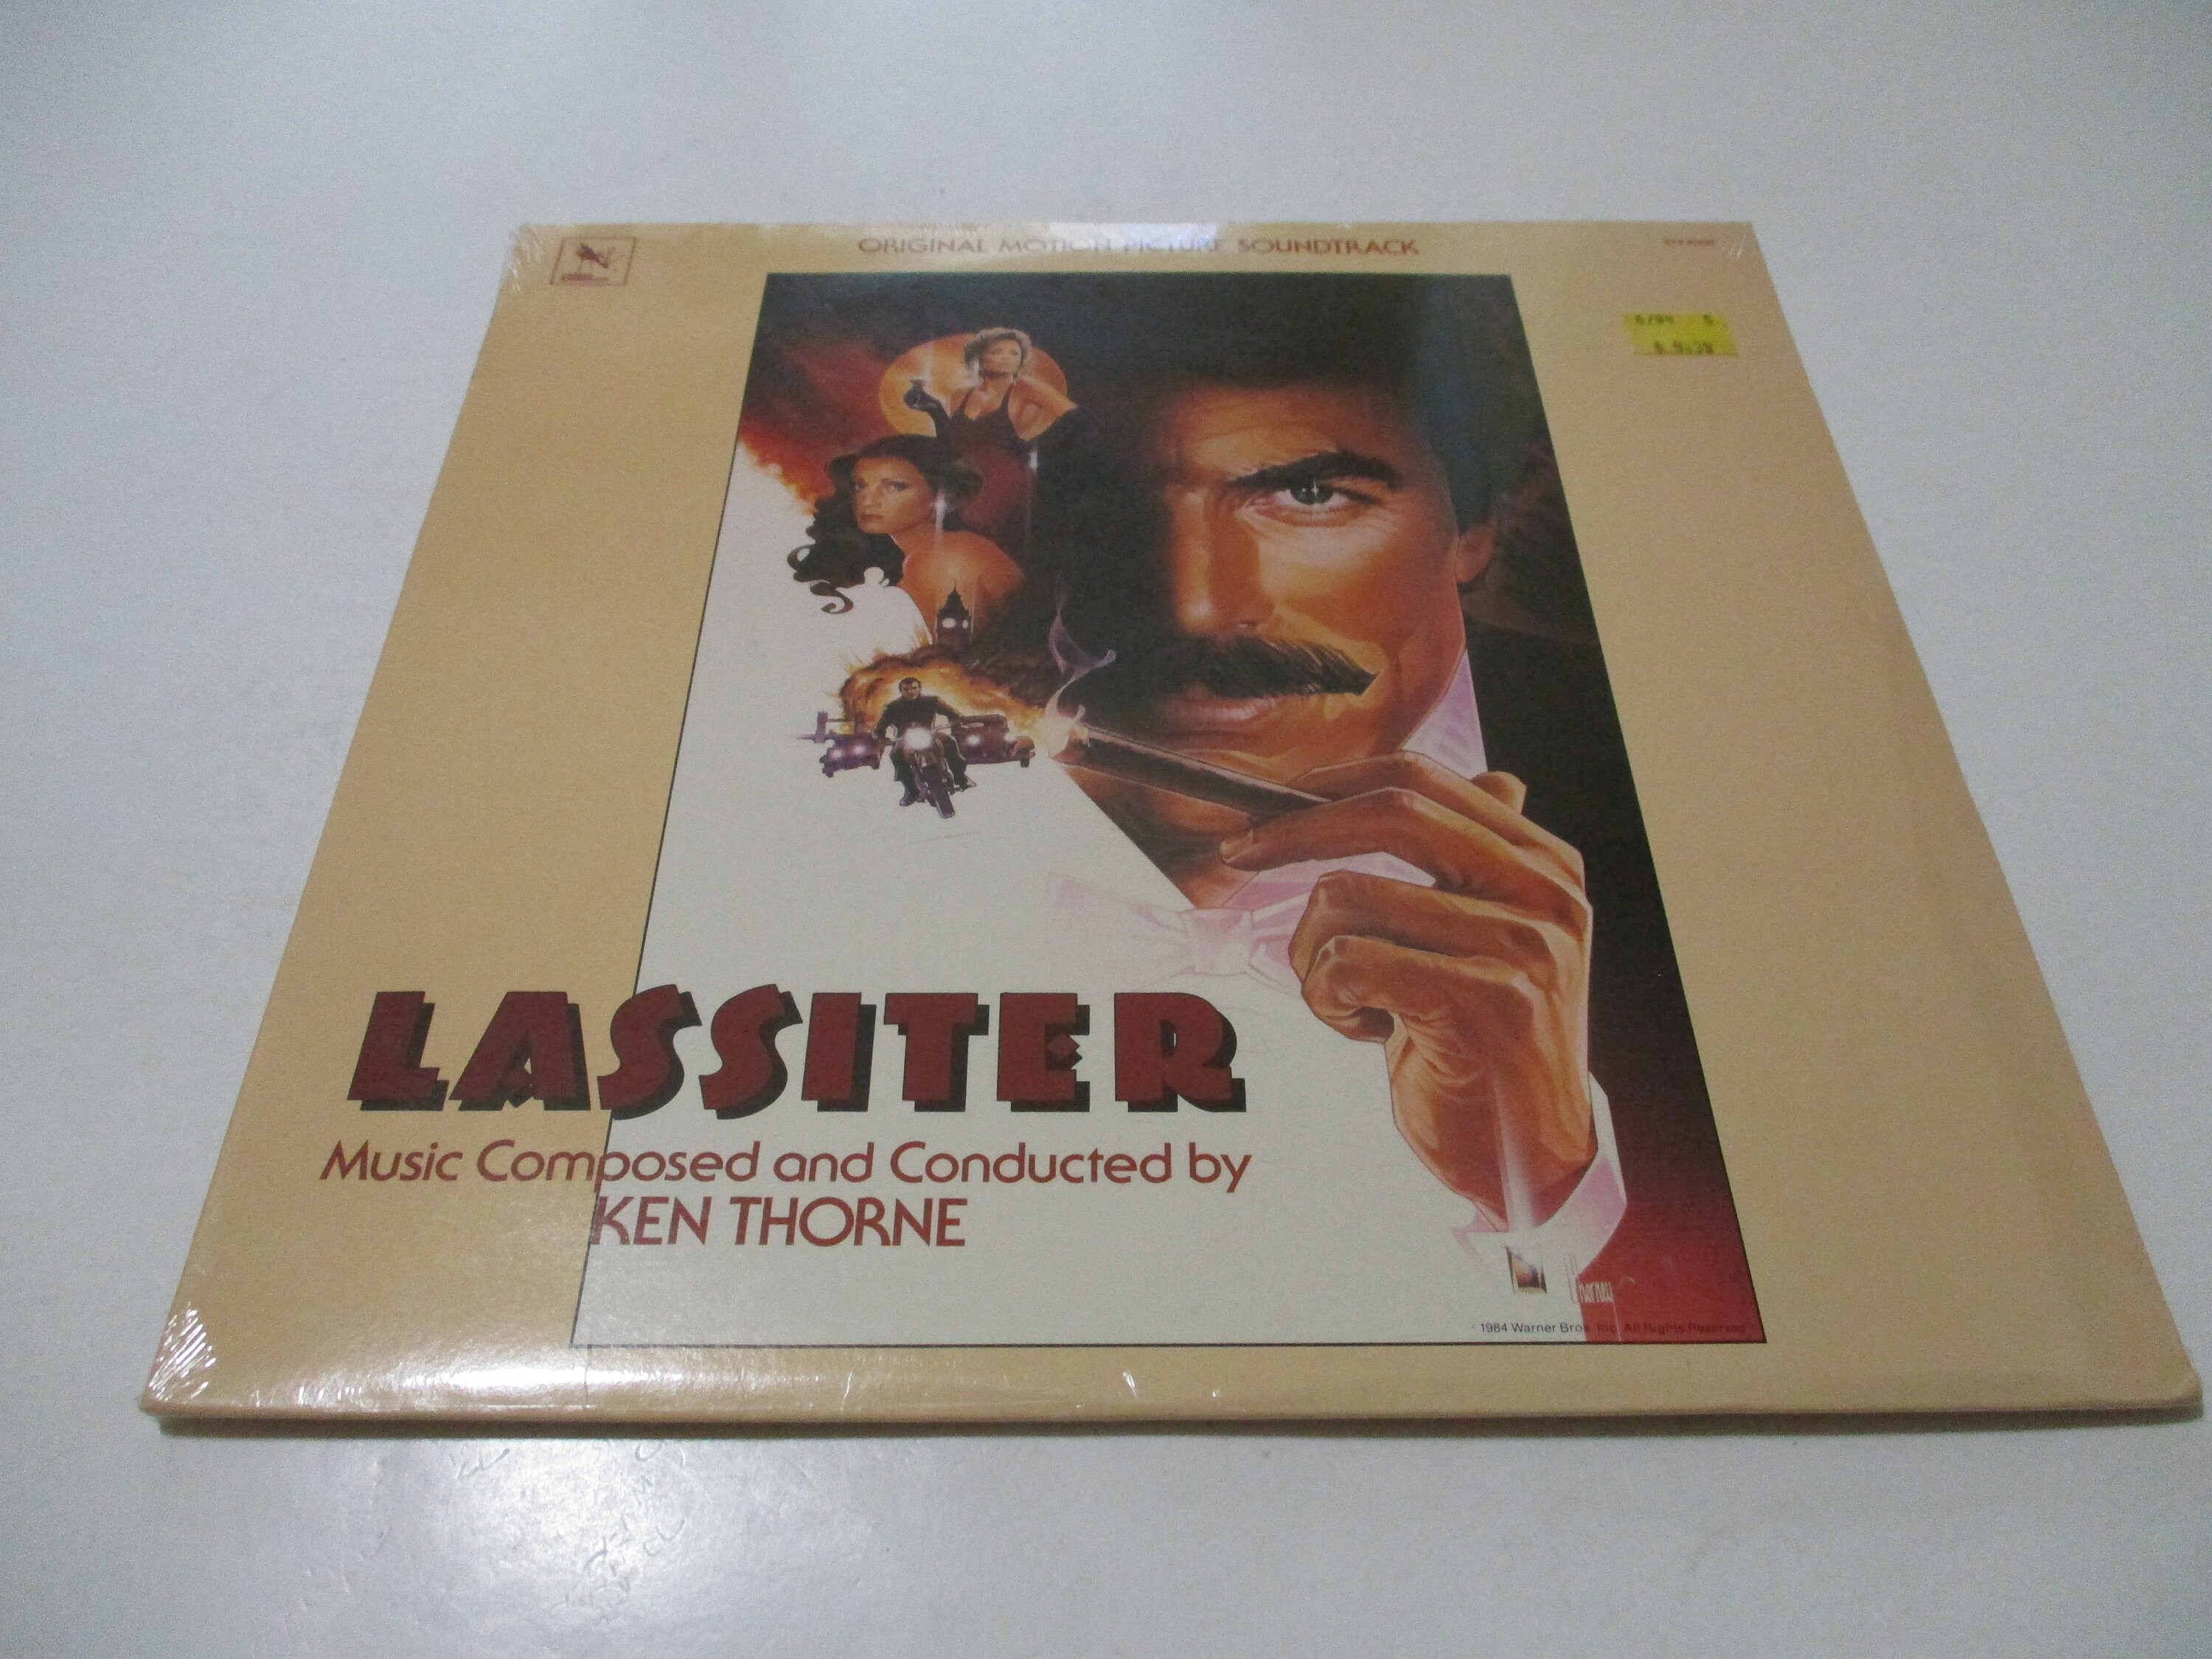 ORIGINAL MOTION PICTURE SOUNDTRACK
LASSITER
Music Composed and Conducted by
KEN THORNE
1984 Warner Bros. Inc. All Rights Reserved